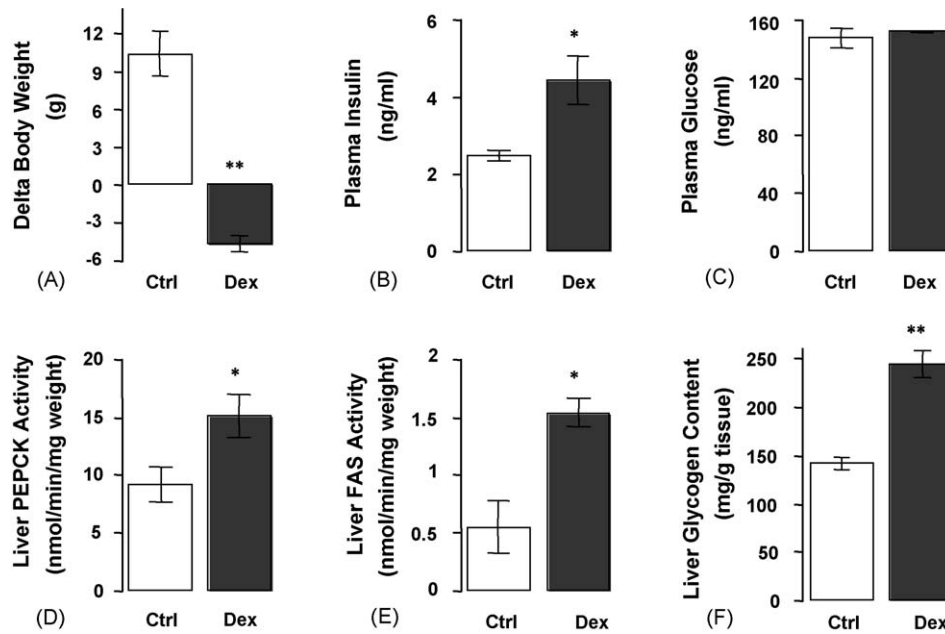 Delta Body Weight
(g)
12
9
6
3
0
-3
-6
**
(A)
Ctrl
Dex
Plasma Insulin
(ng/ml)
6
4
2
0
*
(B)
Ctrl
Dex
Plasma Glucose
(ng/ml)
160
120
80
40
0
(C)
Ctrl
Dex
Liver PEPCK Activity
(nmol/min/mg weight)
20
15
10
5
0
*
(D)
Ctrl
Dex
Liver FAS Activity
(nmol/min/mg weight)
2
1.5
1
0.5
0
*
(E)
Ctrl
Dex
Liver Glycogen Content
(mg/g tissue)
250
200
150
100
50
0
**
(F)
Ctrl
Dex